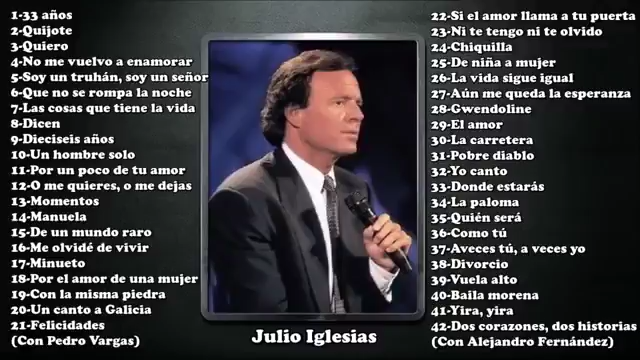 1-33 años
2-Quijote
3-Quiero
4-No me vuelvo a enamorar
5-Soy un truhán, soy un señor
6-Que no se rompa la noche
7-Las cosas que tiene la vida
8-Dicen
9-Dieciseis años
10-Un hombre solo
11-Por un poco de tu amor
12-O me quieres, o me dejas
13-Momentos
14-Manuela
15-De un mundo raro
16-Me olvidé de vivir
17-Minueto
18-Por el amor de una mujer
19-Con la misma piedra
20-Un canto a Galicia
21-Felicidades
(Con Pedro Vargas)
Julio Iglesias
22-Si el amor llama a tu puerta
23-Ni te tengo ni te olvido
24-Chiquilla
25-De niña a mujer
26-La vida sigue igual
27-Aún me queda la esperanza
28-Gwendoline
29-El amor
30-La carretera
31-Pobre diablo
32-Yo canto
33-Donde estarás
34-La paloma
35-Quién será
36-Como tú
37-Aveces tú, a veces yo
38-Divorcio
39-Vuela alto
40-Baila morena
41-Yira, yira
42-Dos corazones, dos historias
(Con Alejandro Fernández)